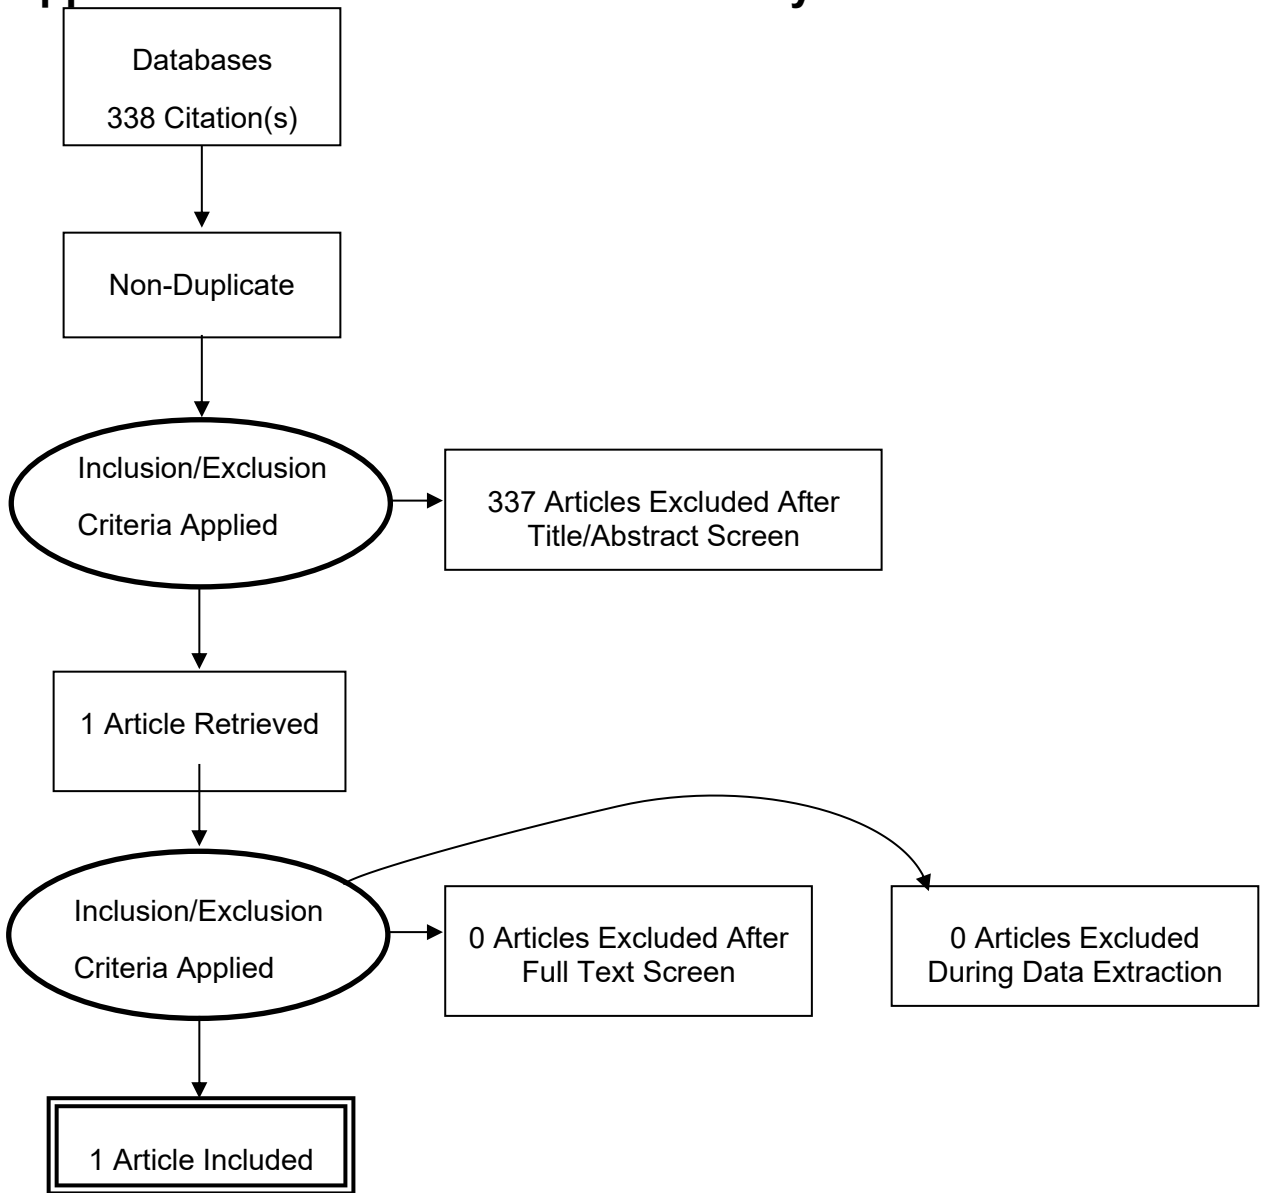 Databases
338 Citation(s)
Non-Duplicate
Inclusion/Exclusion
Criteria Applied
337 Articles Excluded After
Title/Abstract Screen
1 Article Retrieved
Inclusion/Exclusion
Criteria Applied
0 Articles Excluded After
Full Text Screen
0 Articles Excluded
During Data Extraction
1 Article Included